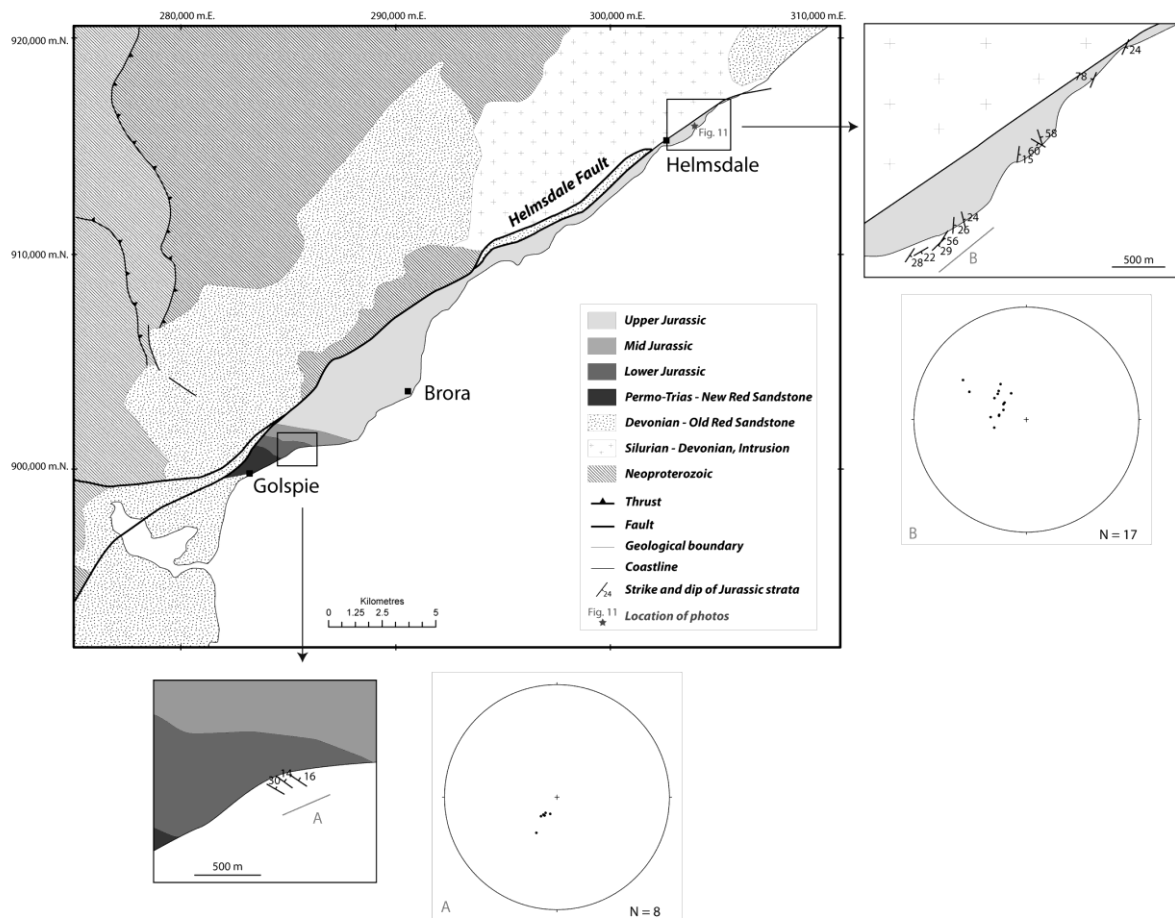 280,000 m.E.
290,000 m.E.
300,000 m.E.
310,000 m.E.
920,000 m.N.
910,000 m.N.
900,000 m.N.
Fig. 11
Helmsdale
Helmsdale Fault
Brora
Golspie
Upper Jurassic
Mid Jurassic
Lower Jurassic
Permo-Trias - New Red Sandstone
Devonian - Old Red Sandstone
Silurian - Devonian, Intrusion
Neoproterozoic
Thrust
Fault
Geological boundary
Coastline
24 Strike and dip of Jurassic strata
Fig. 11 Location of photos
Kilometres
0 1.25 2.5 5
24
78
58
60
15
24
26
56
29
22
28
B
500 m
B
N = 17
14
30
16
A
500 m
A
N = 8